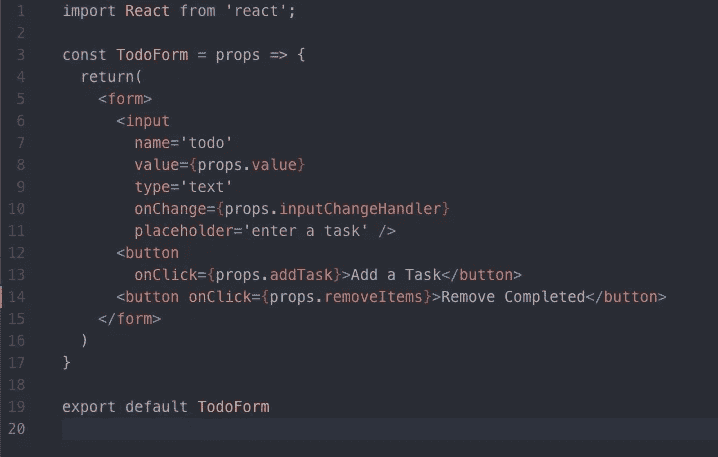 1 import React from 'react';
2
3 const TodoForm = props => {
4 return(
5 <form>
6 <input
7 name='todo'
8 value={props.value}
9 type='text'
10 onChange={props.inputChangeHandler}
11 placeholder='enter a task' />
12 <button
13 onClick={props.addTask}>Add a Task</button>
14 <button onClick={props.removeItems}>Remove Completed</button>
15 </form>
16 )
17 }
18
19 export default TodoForm
20